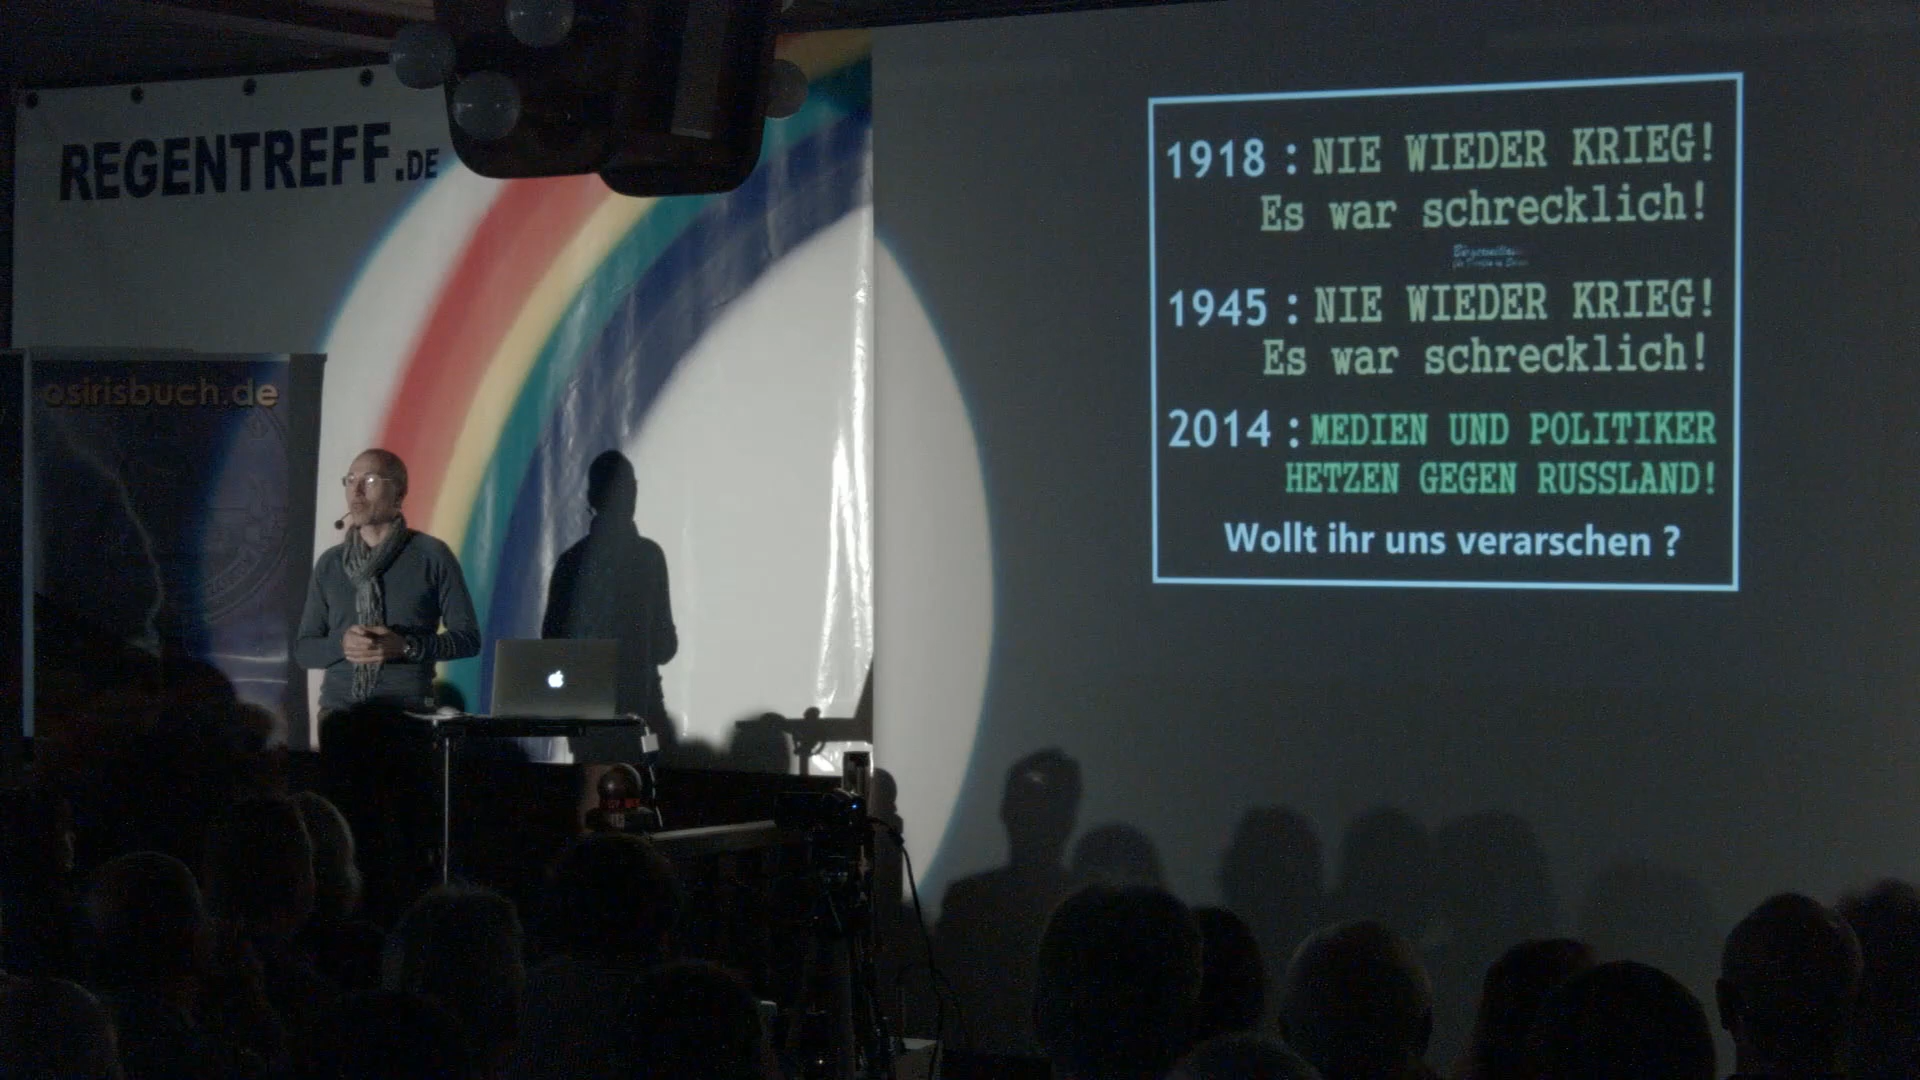 REGENTREFF.DE
osirisbuch.de
1918 : NIE WIEDER KRIEG!
Es war schrecklich!
1945 : NIE WIEDER KRIEG!
Es war schrecklich!
2014 : MEDIEN UND POLITIKER
HETZEN GEGEN RUSSLAND!
Wollt ihr uns verarschen ?